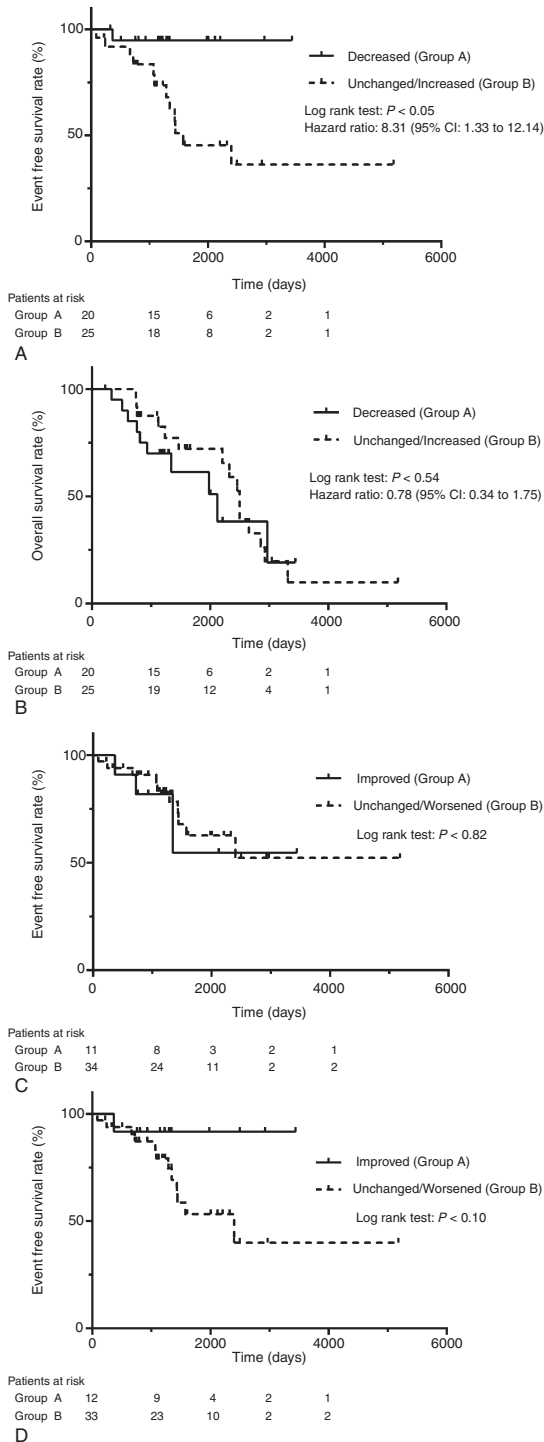 100
Event free survival rate (%)
Decreased (Group A)
Unchanged/Increased (Group B)
Log rank test: P < 0.05
Hazard ratio: 8.31 (95% CI: 1.33 to 12.14)
50
0
0 2000 4000 6000
Time (days)
Patients at risk
Group A 20 15 6 2 1
Group B 25 18 8 2 1
A
100
Overall survival rate (%)
Decreased (Group A)
Unchanged/Increased (Group B)
Log rank test: P < 0.54
Hazard ratio: 0.78 (95% CI: 0.34 to 1.75)
50
0
0 2000 4000 6000
Time (days)
Patients at risk
Group A 20 15 6 2 1
Group B 25 19 12 4 1
B
100
Event free survival rate (%)
Improved (Group A)
Unchanged/Worsened (Group B)
Log rank test: P < 0.82
50
0
0 2000 4000 6000
Time (days)
Patients at risk
Group A 11 8 3 2 1
Group B 34 24 11 2 2
C
100
Event free survival rate (%)
Improved (Group A)
Unchanged/Worsened (Group B)
Log rank test: P < 0.10
50
0
0 2000 4000 6000
Time (days)
Patients at risk
Group A 12 9 4 2 1
Group B 33 23 10 2 2
D